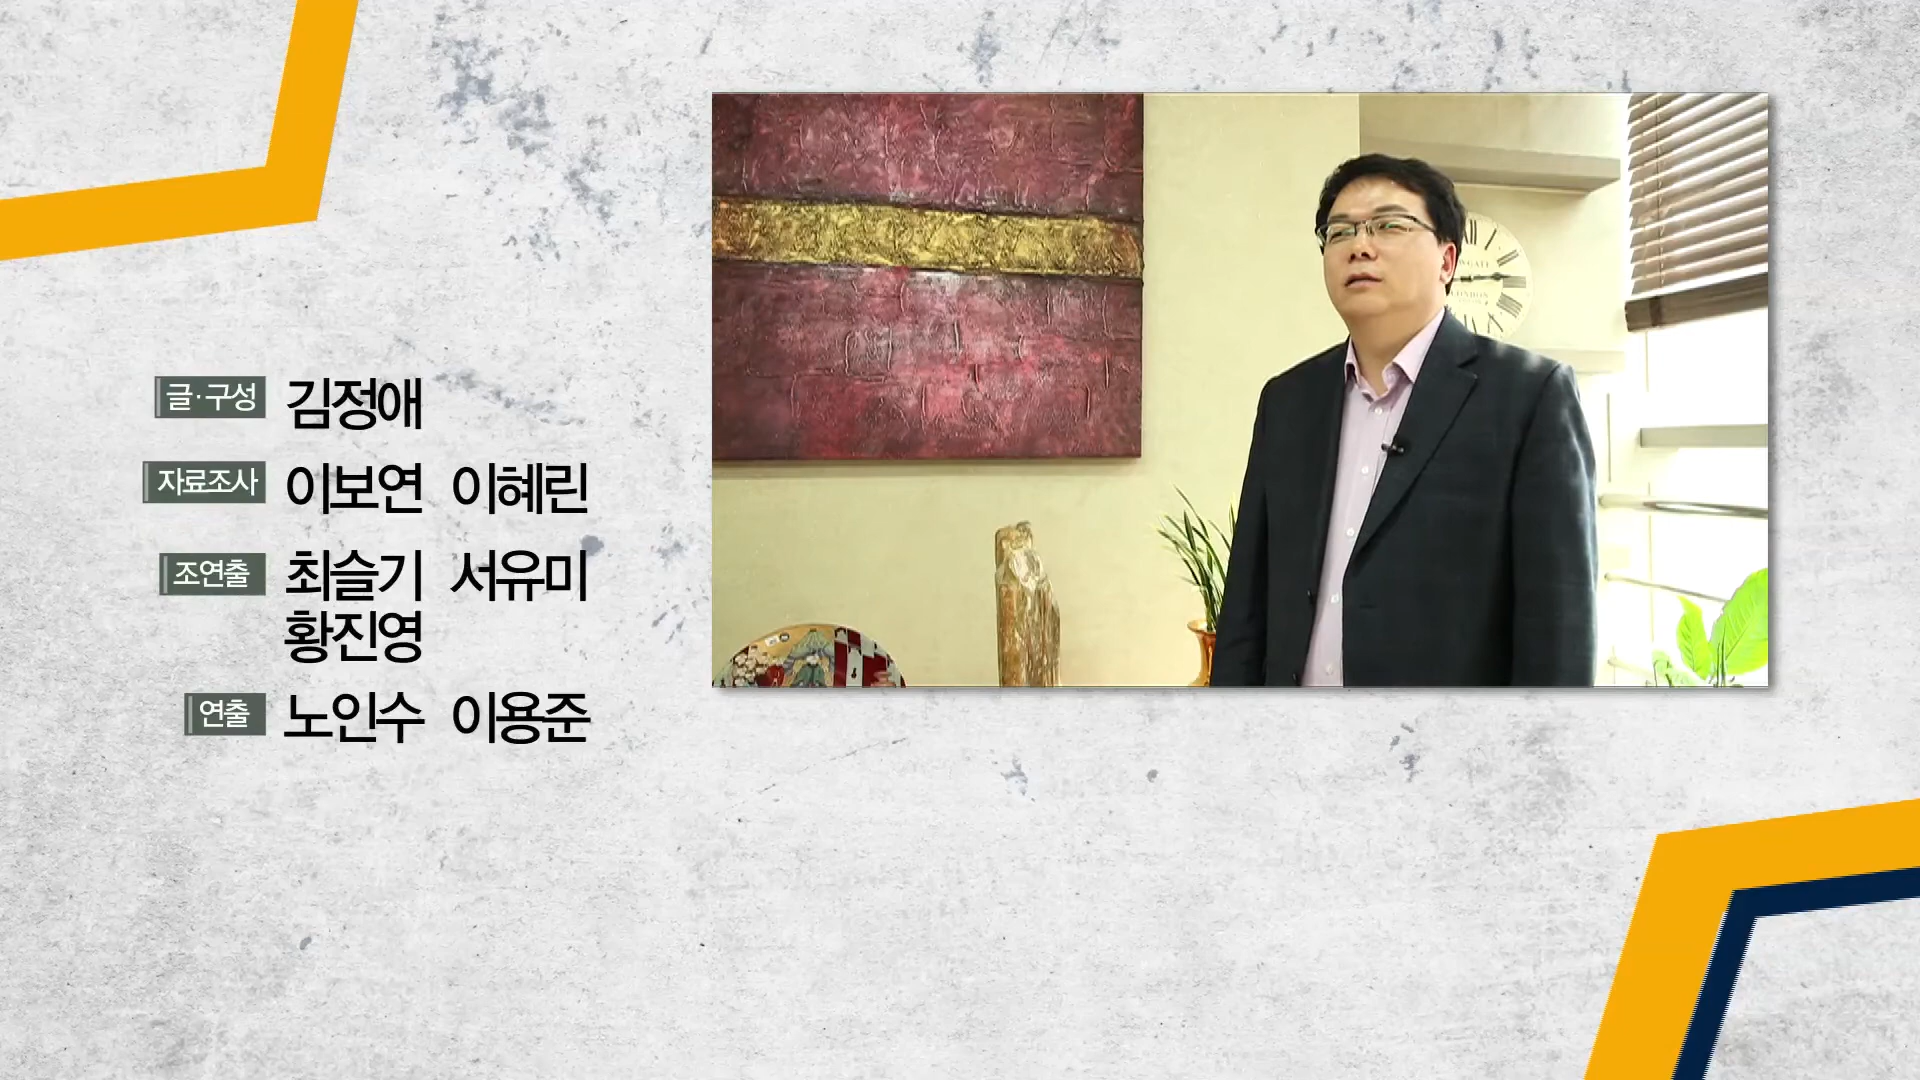 글·구성 김정애
자료조사 이보연 이혜린
조연출 최슬기 서유미
황진영
연출 노인수 이용준
LONDON